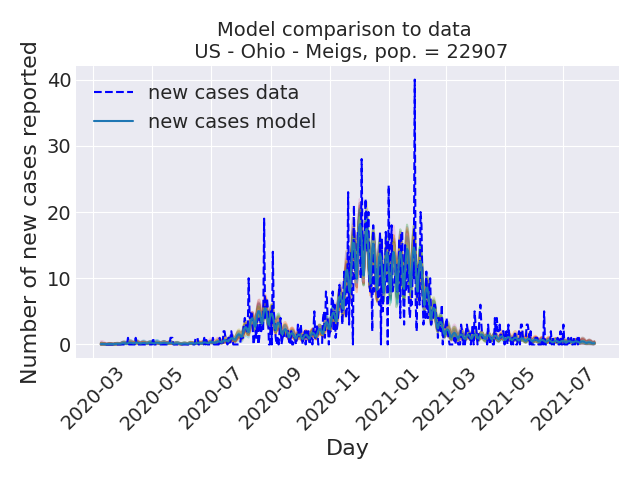 Model comparison to data
US - Ohio - Meigs, pop. = 22907
Number of new cases reported
40
30
20
10
0
new cases data
new cases model
2020-03
2020-05
2020-07
2020-09
2020-11
2021-01
2021-03
2021-05
2021-07
Day